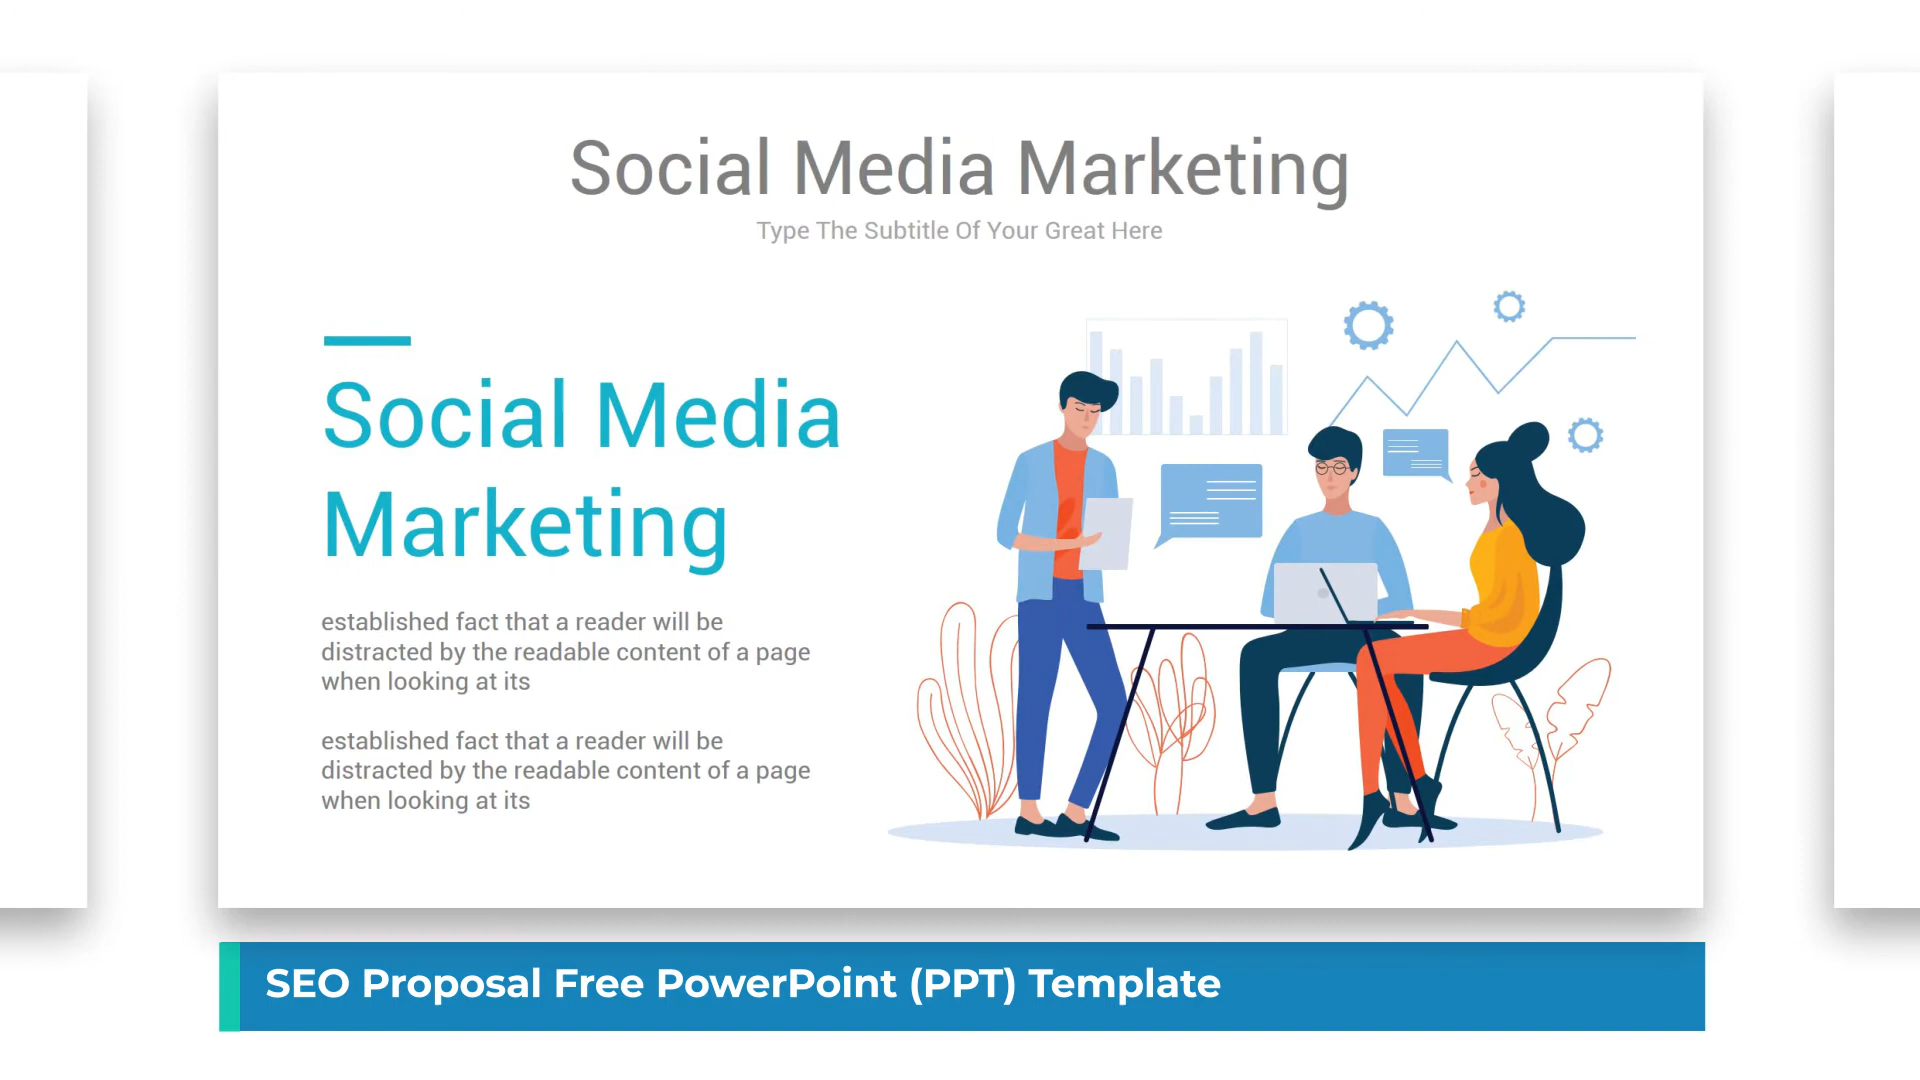 Social Media Marketing
Type The Subtitle Of Your Great Here
Social Media
Marketing
established fact that a reader will be
distracted by the readable content of a page
when looking at its
established fact that a reader will be
distracted by the readable content of a page
when looking at its
SEO Proposal Free PowerPoint (PPT) Template